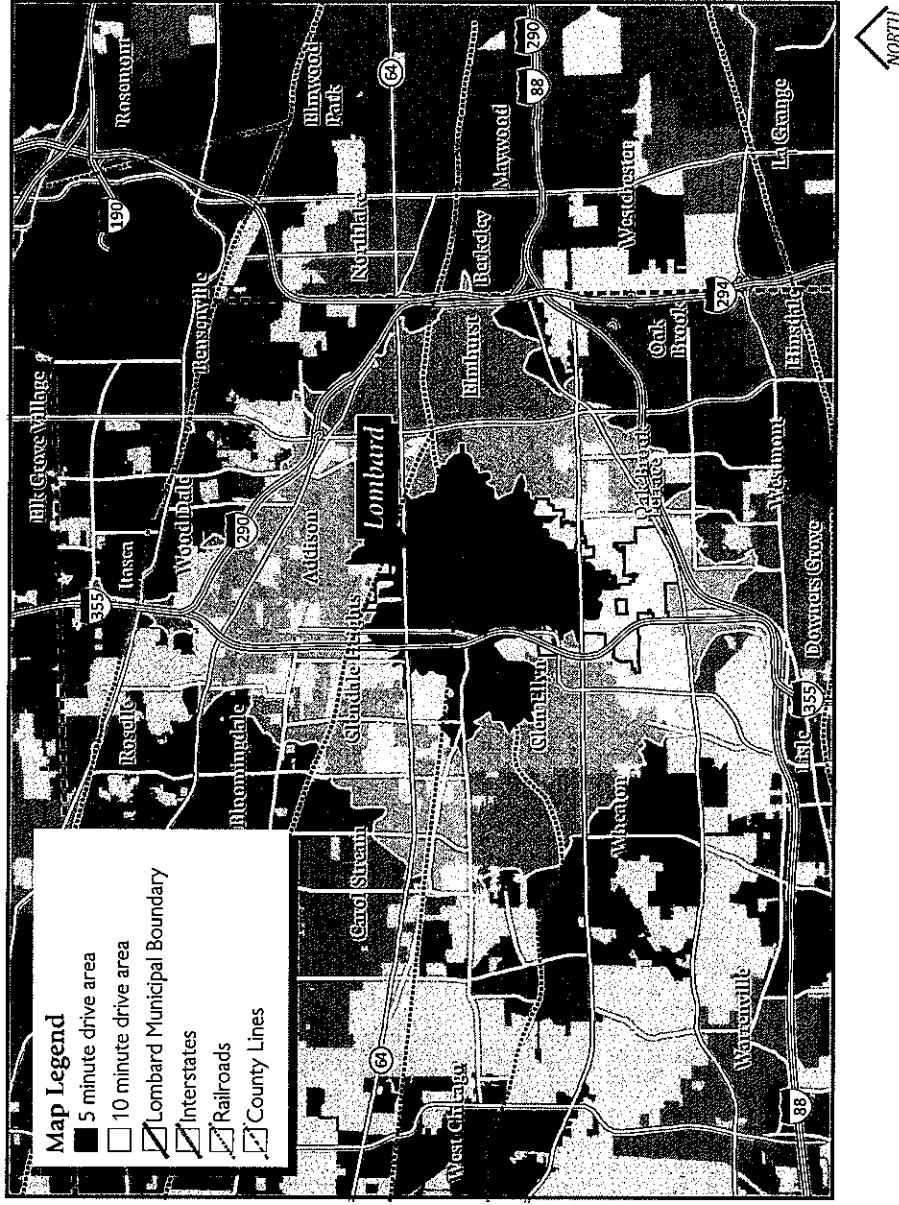 Map Legend
5 minute drive area
10 minute drive area
Lombard Municipal Boundary
Interstates
Railroads
County Lines
NORTH
Elk Grove Village
Rosemont
190
355
Itasca
Wood Dale
Bensenville
Elmwood
Park
290
Roselle
Addison
Northlake
Bloomingdale
Glendale Heights
Lombard
64
Carol Stream
Elmhurst
Berkeley
Maywood
64
88
290
West Chicago
Glen Ellyn
Wheaton
Westchester
Oakbrook
Terrace
Oak
Brook
294
La Grange
Warrenville
Westmont
Hinsdale
Lisle
Downers Grove
88
355